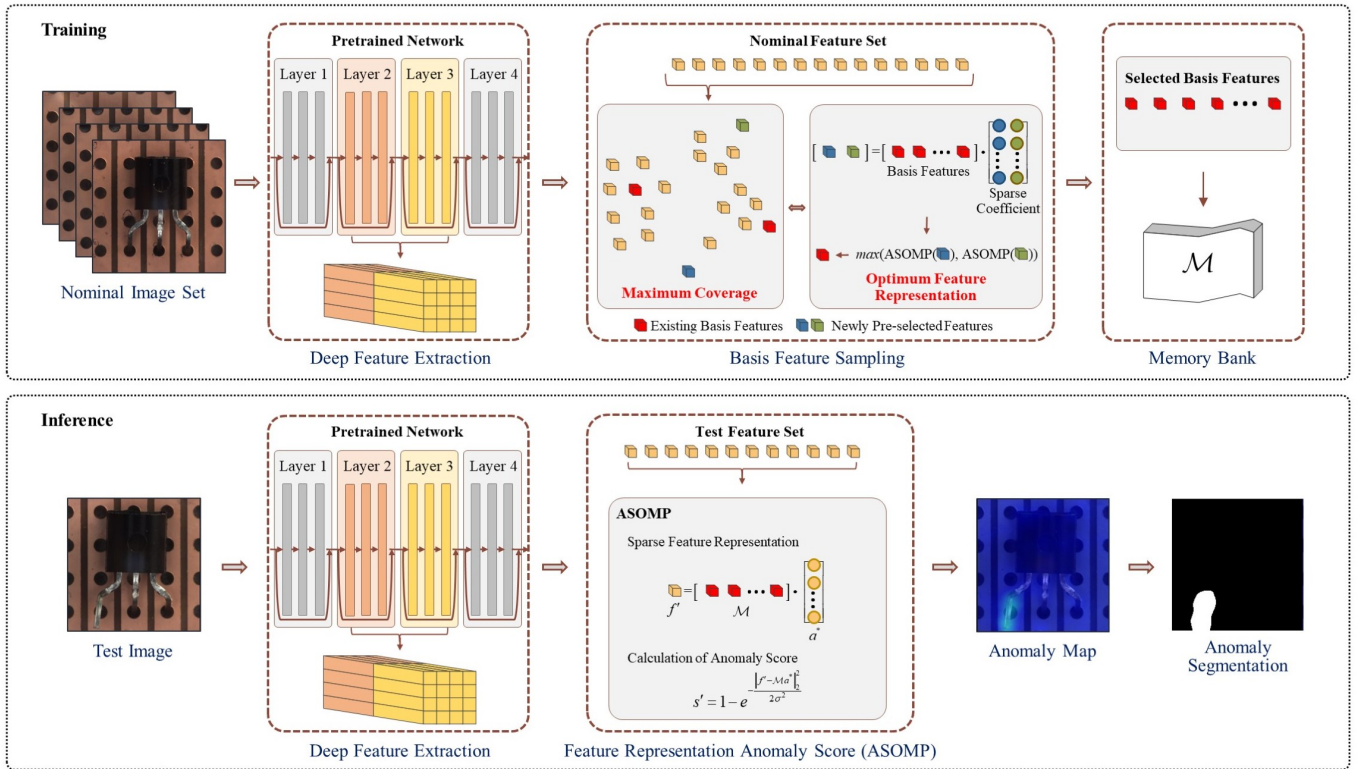 Training
Pretrained Network
Layer 1 Layer 2 Layer 3 Layer 4
Nominal Image Set
Deep Feature Extraction
Nominal Feature Set
Maximum Coverage
[ ]=[ ••• ]•
Basis Features
Sparse
Coefficient
max(ASOMP( ), ASOMP( ))
Optimum Feature
Representation
Existing Basis Features
Newly Pre-selected Features
Basis Feature Sampling
Selected Basis Features
•••
ℳ
Memory Bank
Inference
Pretrained Network
Layer 1 Layer 2 Layer 3 Layer 4
Test Image
Deep Feature Extraction
Test Feature Set
ASOMP
Sparse Feature Representation
=[ ••• ]•
f' ℳ a*
Calculation of Anomaly Score
s' = 1 − e^{−‖f'−ℳa*‖₂²/2σ²}
Feature Representation Anomaly Score (ASOMP)
Anomaly Map
Anomaly
Segmentation